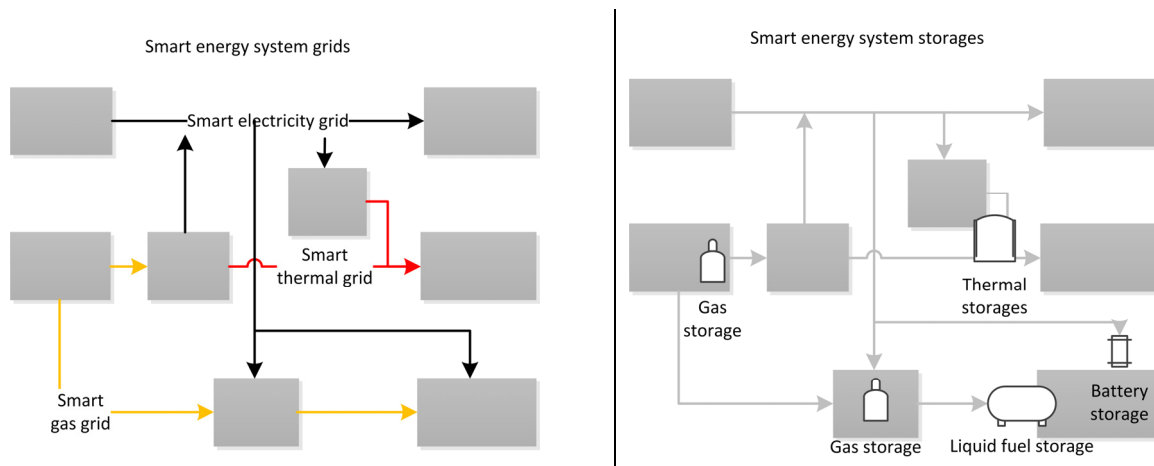 Smart energy system grids
Smart electricity grid
Smart
thermal grid
Smart
gas grid
Smart energy system storages
Thermal
storages
Gas
storage
Battery
storage
Gas storage
Liquid fuel storage